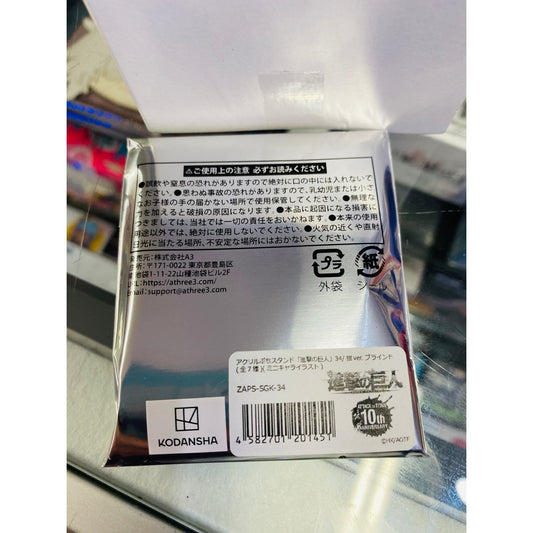 ⚠ご使用上の注意 必ずお読みください
●誤飲や窒息の恐れがありますので絶対に口の中には入れないで
ください。●思わぬ事故の恐れがありますので、乳幼児または小さ
なお子様の手の届かない場所で使用保管してください。●無理な
力を加えると破損の原因になります。●本品に起因になる損害に
つきましては、当社では一切の責任をおいかねます。●本来の使用
用途以外では、絶対に使用しないでください。●火気の近くや直射
日光に当たる場所、不安定な場所にはおかないでください。
発売元:株式会社A3
住所:〒171-0022 東京都豊島区
南池袋1-11-22山種池袋ビル2F
URL:https://athree3.com/
Email:support@athree3.com
プラ
外袋
紙
シール
アクリルぷちスタンド「進撃の巨人」34/ ver. ブラインド
(全7種)(ミニキャライラスト)
ZAPS-SGK-34
進撃の巨人
ATTACK ON TITAN
10th
ANNIVERSARY
4 582701 201451
©HK/AOTF
KODANSHA